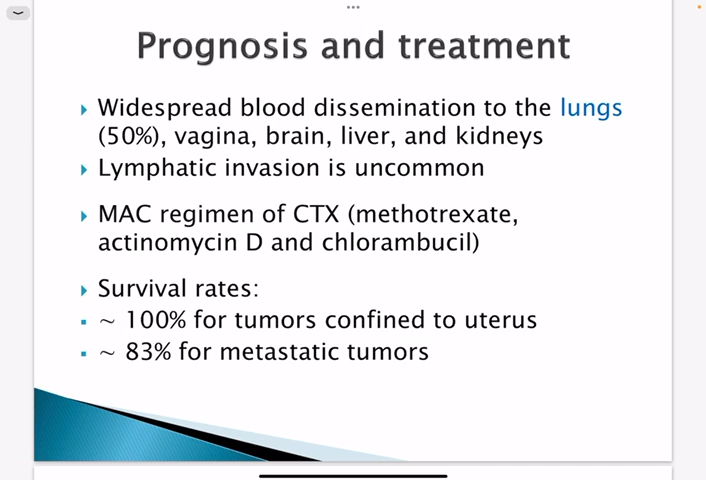 Prognosis and treatment
Widespread blood dissemination to the lungs
(50%), vagina, brain, liver, and kidneys
Lymphatic invasion is uncommon
MAC regimen of CTX (methotrexate,
actinomycin D and chlorambucil)
Survival rates:
~ 100% for tumors confined to uterus
~ 83% for metastatic tumors